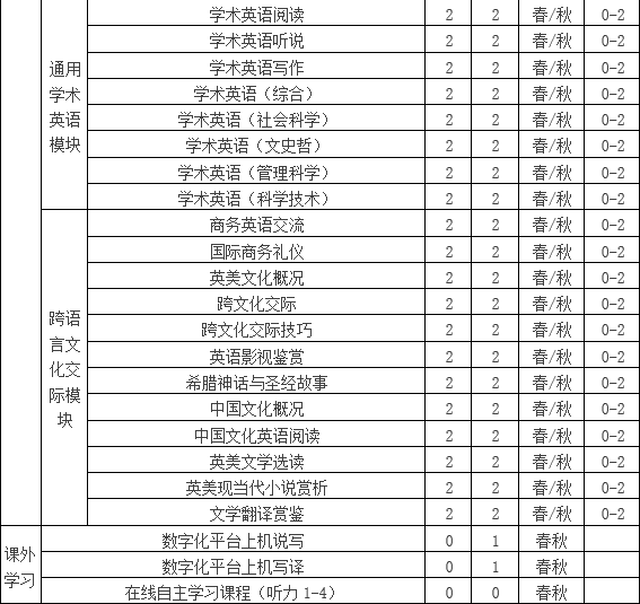 学术英语阅读 2 2 春/秋 0-2
学术英语听说 2 2 春/秋 0-2
通用
学术英语写作 2 2 春/秋 0-2
学术
学术英语（综合） 2 2 春/秋 0-2
英语
学术英语（社会科学） 2 2 春/秋 0-2
模块
学术英语（文史哲） 2 2 春/秋 0-2
学术英语（管理科学） 2 2 春/秋 0-2
学术英语（科学技术） 2 2 春/秋 0-2
商务英语交流 2 2 春/秋 0-2
国际商务礼仪 2 2 春/秋 0-2
英美文化概况 2 2 春/秋 0-2
跨文化交际 2 2 春/秋 0-2
跨语
言文
化交
际模
块
跨文化交际技巧 2 2 春/秋 0-2
英语影视鉴赏 2 2 春/秋 0-2
希腊神话与圣经故事 2 2 春/秋 0-2
中国文化概况 2 2 春/秋 0-2
中国文化英语阅读 2 2 春/秋 0-2
英美文学选读 2 2 春/秋 0-2
英美现当代小说赏析 2 2 春/秋 0-2
文学翻译赏鉴 2 2 春/秋 0-2
课外
学习
数字化平台上机说写 0 1 春秋
数字化平台上机写译 0 1 春秋
在线自主学习课程（听力 1-4） 0 0 春秋